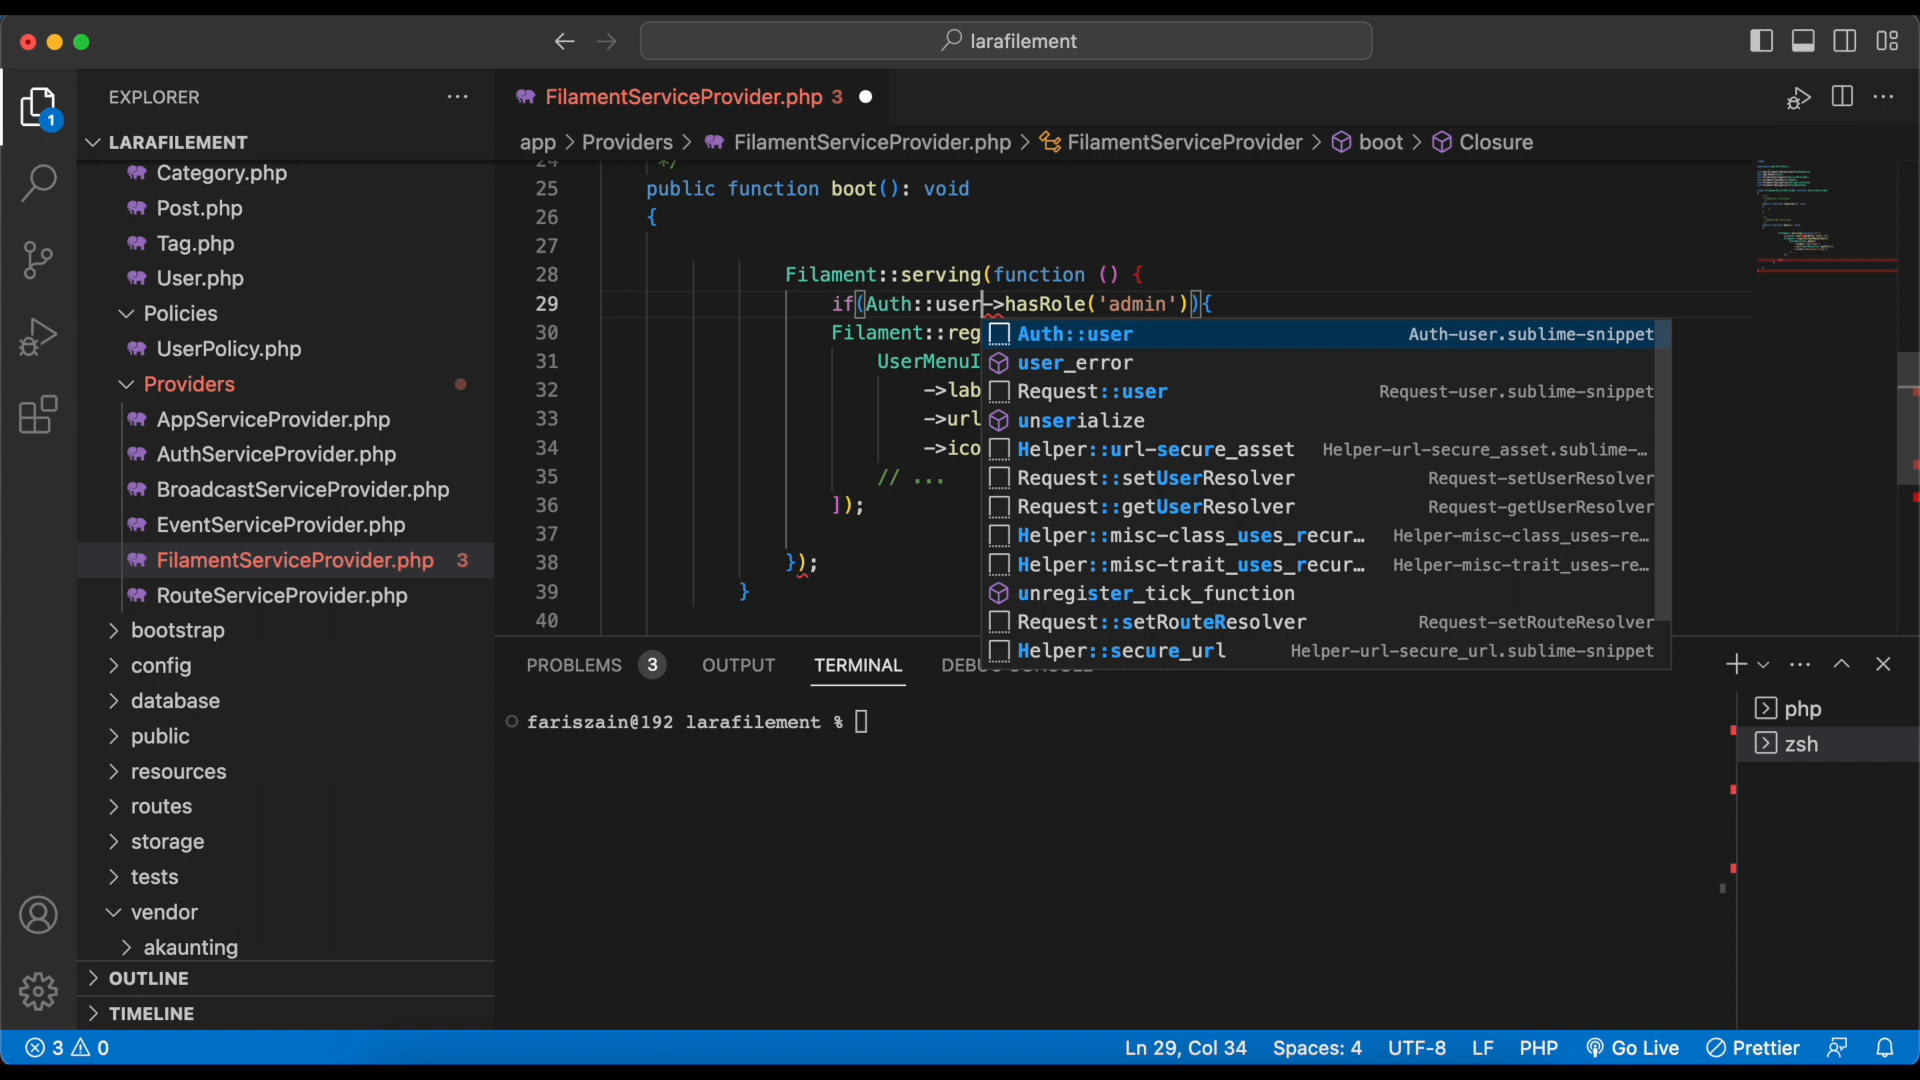 larafilement
EXPLORER
LARAFILEMENT
Category.php
Post.php
Tag.php
User.php
Policies
UserPolicy.php
Providers
AppServiceProvider.php
AuthServiceProvider.php
BroadcastServiceProvider.php
EventServiceProvider.php
FilamentServiceProvider.php 3
RouteServiceProvider.php
bootstrap
config
database
public
resources
routes
storage
tests
vendor
akaunting
OUTLINE
TIMELINE
1
FilamentServiceProvider.php 3
app > Providers > FilamentServiceProvider.php > FilamentServiceProvider > boot > Closure
24 */
25 public function boot(): void
26 {
27
28 Filament::serving(function () {
29 if(Auth::user->hasRole('admin')){
30 Filament::reg
31 UserMenuI
32 ->lab
33 ->url
34 ->ico
35 // ...
36 ]);
37
38 });
39 }
40
Auth::user Auth-user.sublime-snippet
user_error
Request::user Request-user.sublime-snippet
unserialize
Helper::url-secure_asset Helper-url-secure_asset.sublime-…
Request::setUserResolver Request-setUserResolver
Request::getUserResolver Request-getUserResolver
Helper::misc-class_uses_recur… Helper-misc-class_uses-re…
Helper::misc-trait_uses_recur… Helper-misc-trait_uses-re…
unregister_tick_function
Request::setRouteResolver Request-setRouteResolver
Helper::secure_url Helper-url-secure_url.sublime-snippet
PROBLEMS 3 OUTPUT TERMINAL
fariszain@192 larafilement %
php
zsh
3 0
Ln 29, Col 34 Spaces: 4 UTF-8 LF PHP Go Live Prettier